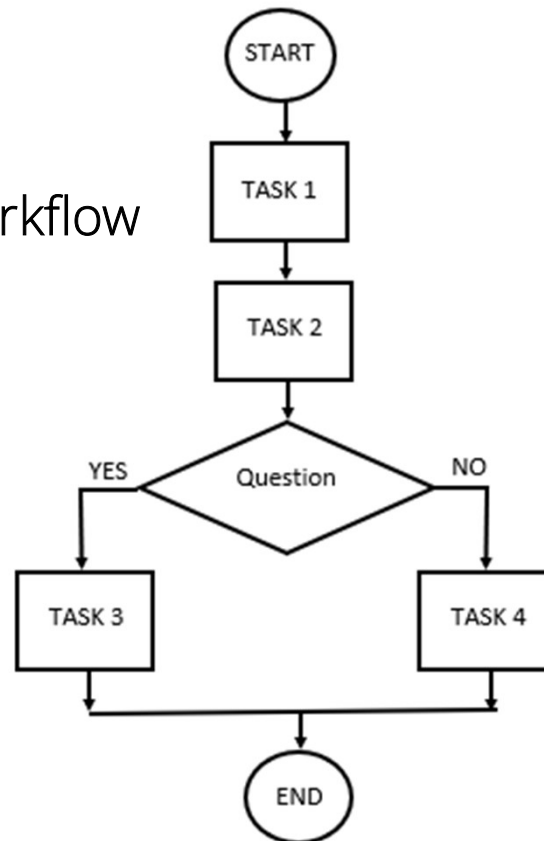 START
TASK 1
rkflow
TASK 2
Question
YES
NO
TASK 3
TASK 4
END